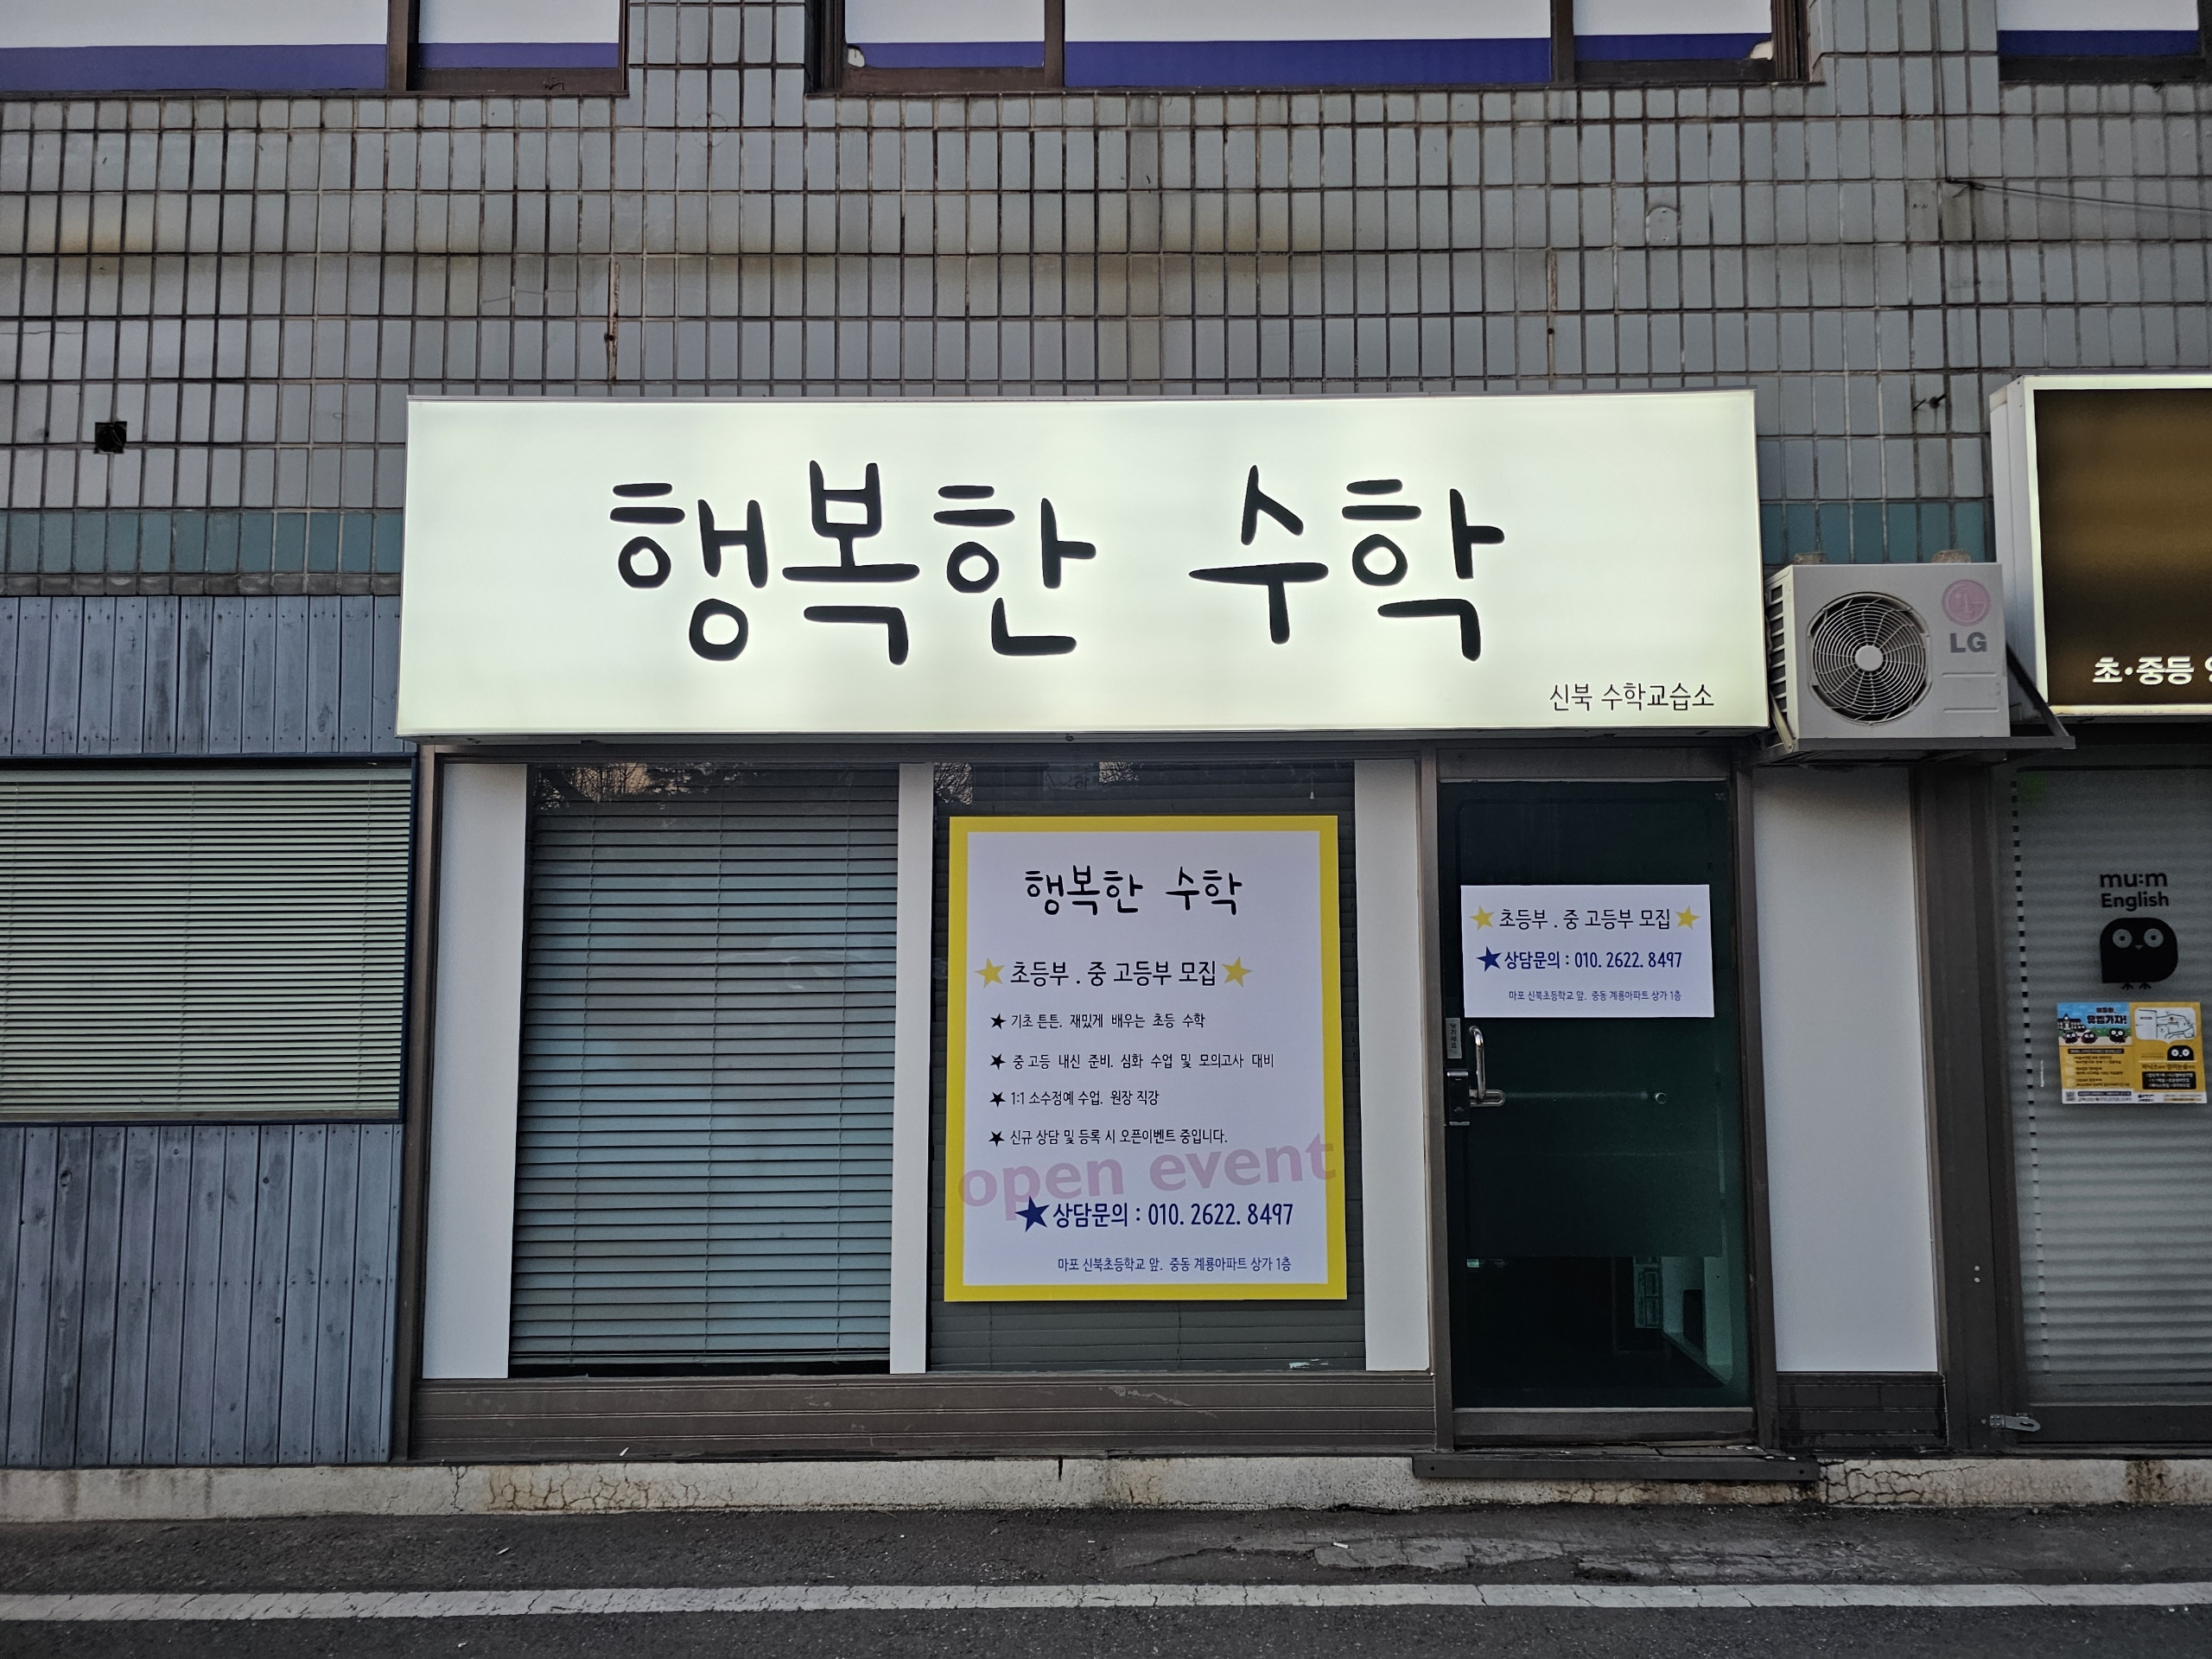 행복한 수학
신북 수학교습소
LG
초·중등
행복한 수학
초등부 . 중 고등부 모집
기초 튼튼. 재밌게 배우는 초등 수학
중 고등 내신 준비. 심화 수업 및 모의고사 대비
1:1 소수정예 수업. 원장 직강
신규 상담 및 등록 시 오픈이벤트 중입니다.
open event
상담문의 : 010. 2622. 8497
마포 신북초등학교 앞. 중동 계룡아파트 상가 1층
초등부 . 중 고등부 모집
상담문의 : 010. 2622. 8497
마포 신북초등학교 앞. 중동 계룡아파트 상가 1층
mu:m
English
유럽가자!